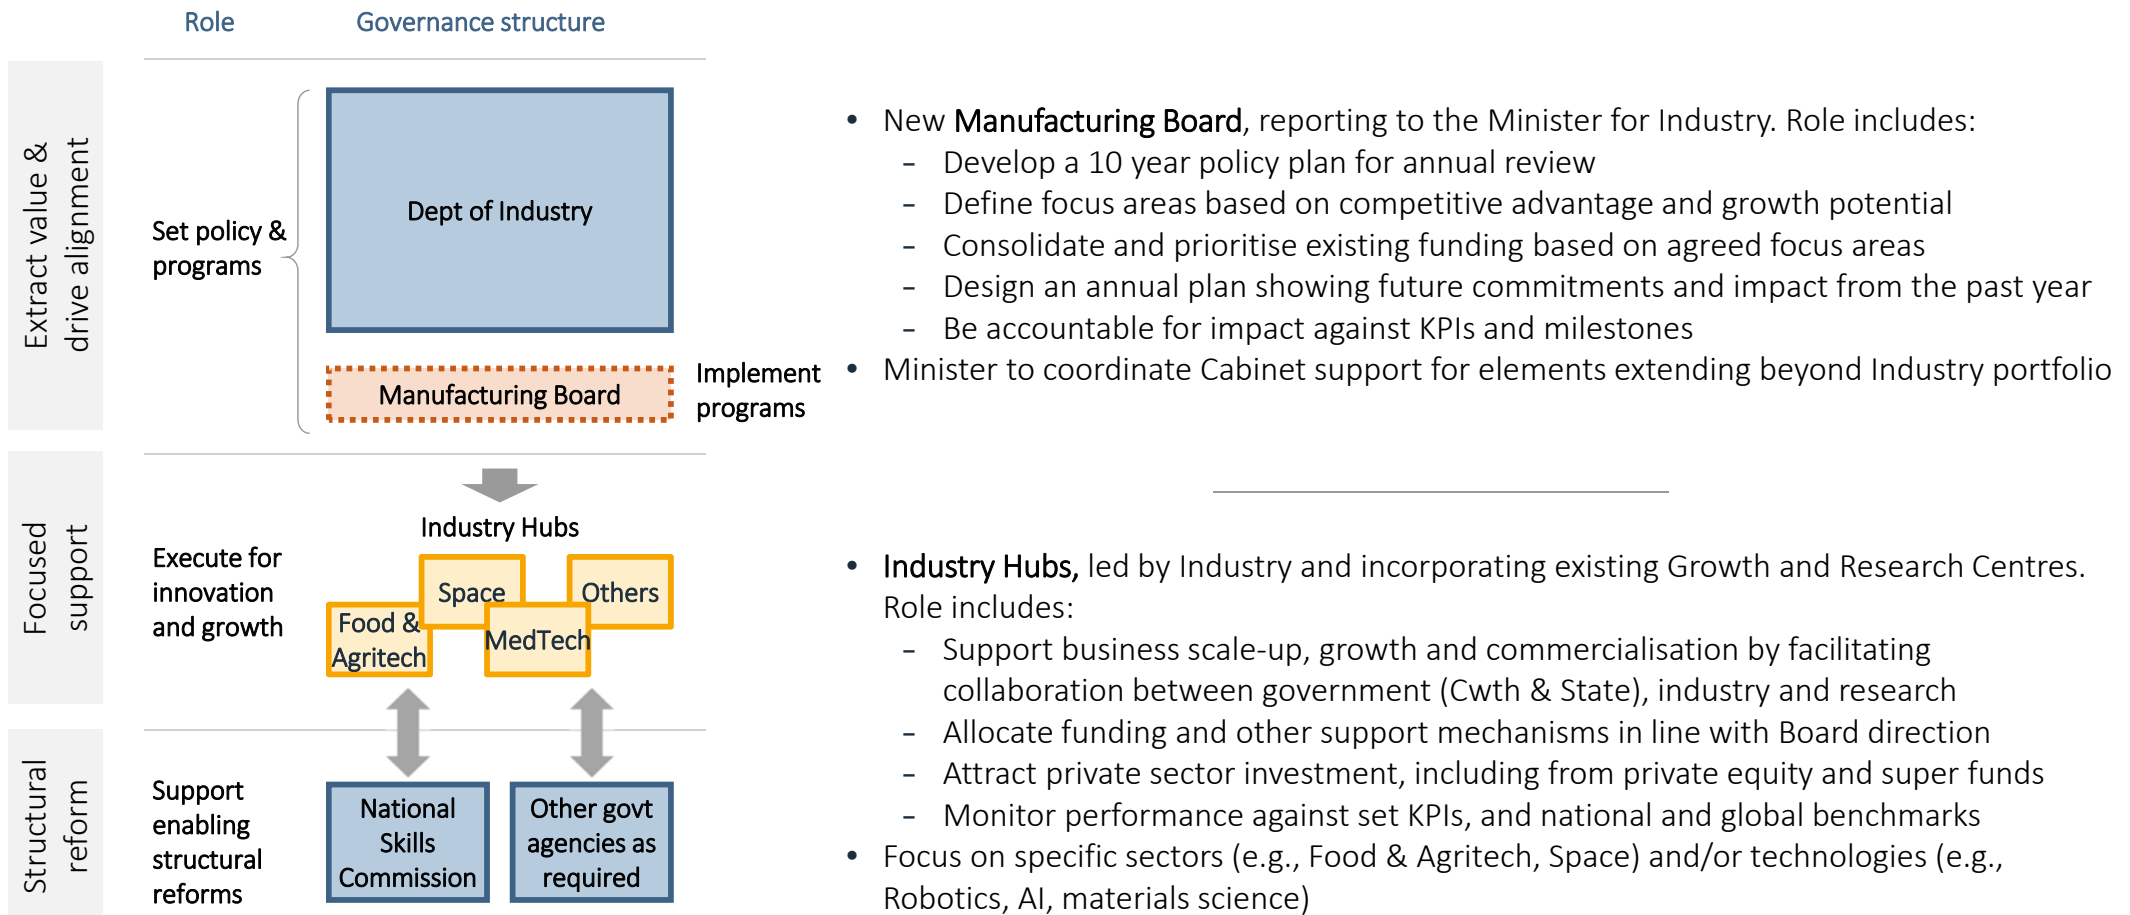 Role
Governance structure
Extract value &
drive alignment
Set policy &
programs
Dept of Industry
Manufacturing Board
Implement
programs
• New Manufacturing Board, reporting to the Minister for Industry. Role includes:
- Develop a 10 year policy plan for annual review
- Define focus areas based on competitive advantage and growth potential
- Consolidate and prioritise existing funding based on agreed focus areas
- Design an annual plan showing future commitments and impact from the past year
- Be accountable for impact against KPIs and milestones
• Minister to coordinate Cabinet support for elements extending beyond Industry portfolio
Focused
support
Execute for
innovation
and growth
Industry Hubs
Space
Others
Food &
Agritech
MedTech
• Industry Hubs, led by Industry and incorporating existing Growth and Research Centres.
Role includes:
- Support business scale-up, growth and commercialisation by facilitating
collaboration between government (Cwth & State), industry and research
- Allocate funding and other support mechanisms in line with Board direction
- Attract private sector investment, including from private equity and super funds
- Monitor performance against set KPIs, and national and global benchmarks
• Focus on specific sectors (e.g., Food & Agritech, Space) and/or technologies (e.g.,
Robotics, AI, materials science)
Structural
reform
Support
enabling
structural
reforms
National
Skills
Commission
Other govt
agencies as
required